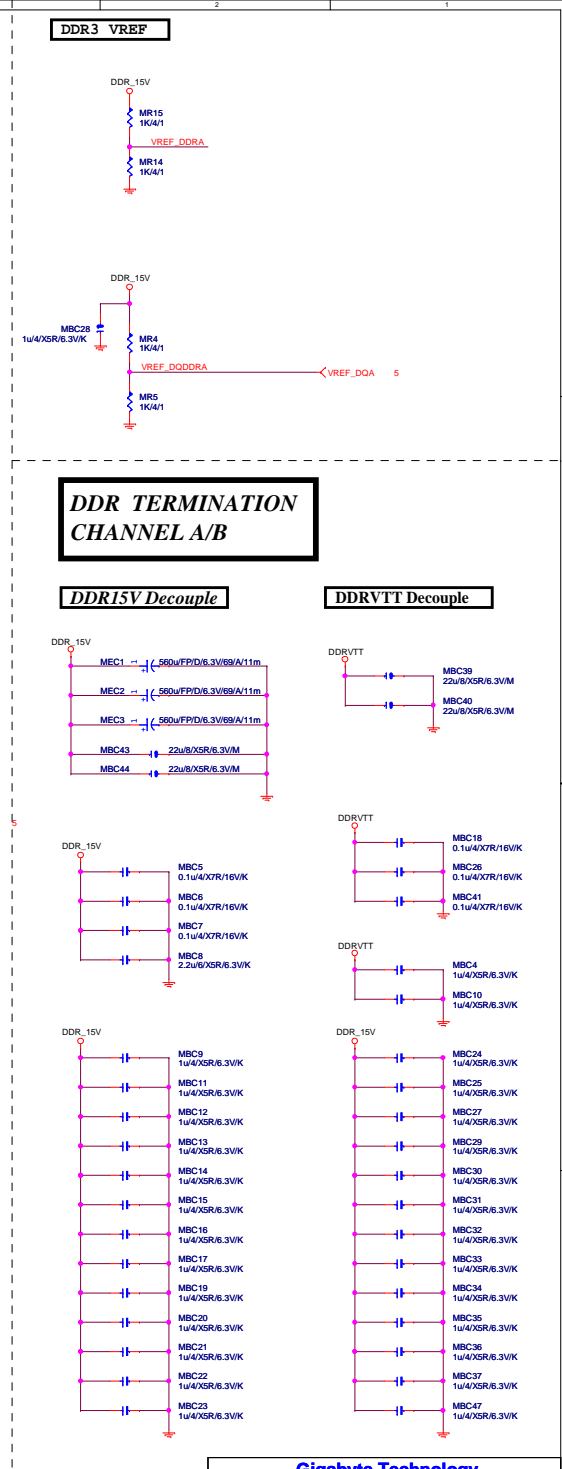 2
1
DDR3 VREF
DDR_15V
MR15
1K/4/1
VREF_DDRA
MR14
1K/4/1
DDR_15V
MBC28
1u/4/X5R/6.3V/K
MR4
1K/4/1
VREF_DQDDRA
VREF_DQA 5
MR5
1K/4/1
DDR TERMINATION
CHANNEL A/B
DDR15V Decouple
DDR_15V
MEC1 1 + 560u/FP/D/6.3V/69/A/11m
MEC2 1 + 560u/FP/D/6.3V/69/A/11m
MEC3 1 + 560u/FP/D/6.3V/69/A/11m
MBC43 22u/8/X5R/6.3V/M
MBC44 22u/8/X5R/6.3V/M
DDRVTT Decouple
DDRVTT
MBC39
22u/8/X5R/6.3V/M
MBC40
22u/8/X5R/6.3V/M
5
DDR_15V
MBC5
0.1u/4/X7R/16V/K
MBC6
0.1u/4/X7R/16V/K
MBC7
0.1u/4/X7R/16V/K
MBC8
2.2u/6/X5R/6.3V/K
DDRVTT
MBC18
0.1u/4/X7R/16V/K
MBC26
0.1u/4/X7R/16V/K
MBC41
0.1u/4/X7R/16V/K
DDRVTT
MBC4
1u/4/X5R/6.3V/K
MBC10
1u/4/X5R/6.3V/K
DDR_15V
MBC9
1u/4/X5R/6.3V/K
MBC11
1u/4/X5R/6.3V/K
MBC12
1u/4/X5R/6.3V/K
MBC13
1u/4/X5R/6.3V/K
MBC14
1u/4/X5R/6.3V/K
MBC15
1u/4/X5R/6.3V/K
MBC16
1u/4/X5R/6.3V/K
MBC17
1u/4/X5R/6.3V/K
MBC19
1u/4/X5R/6.3V/K
MBC20
1u/4/X5R/6.3V/K
MBC21
1u/4/X5R/6.3V/K
MBC22
1u/4/X5R/6.3V/K
MBC23
1u/4/X5R/6.3V/K
DDR_15V
MBC24
1u/4/X5R/6.3V/K
MBC25
1u/4/X5R/6.3V/K
MBC27
1u/4/X5R/6.3V/K
MBC29
1u/4/X5R/6.3V/K
MBC30
1u/4/X5R/6.3V/K
MBC31
1u/4/X5R/6.3V/K
MBC32
1u/4/X5R/6.3V/K
MBC33
1u/4/X5R/6.3V/K
MBC34
1u/4/X5R/6.3V/K
MBC35
1u/4/X5R/6.3V/K
MBC36
1u/4/X5R/6.3V/K
MBC37
1u/4/X5R/6.3V/K
MBC47
1u/4/X5R/6.3V/K
Gigabyte Technology